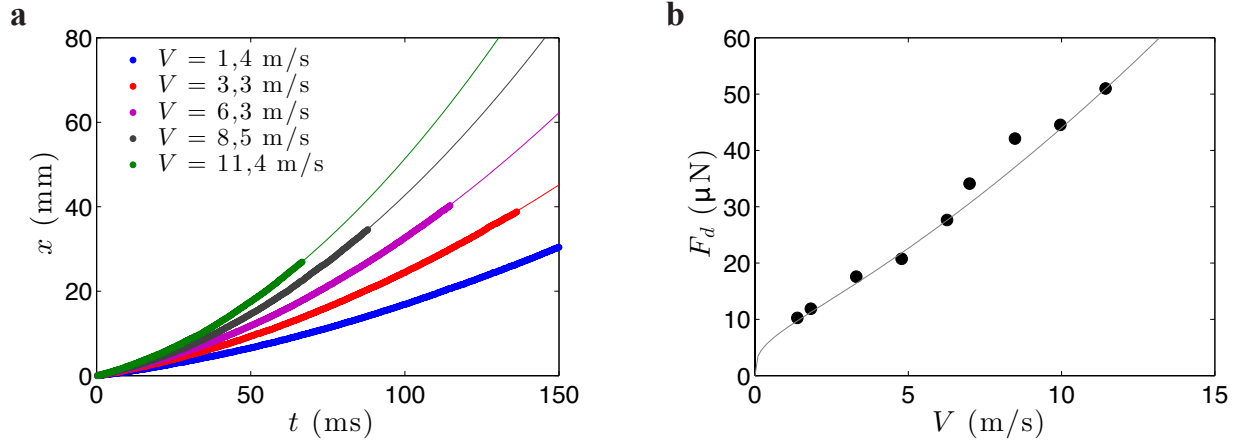 a
80
60
40
20
0
x (mm)
0
50
100
150
t (ms)
V = 1,4 m/s
V = 3,3 m/s
V = 6,3 m/s
V = 8,5 m/s
V = 11,4 m/s
b
60
50
40
30
20
10
0
F_d (μN)
0
5
10
15
V (m/s)